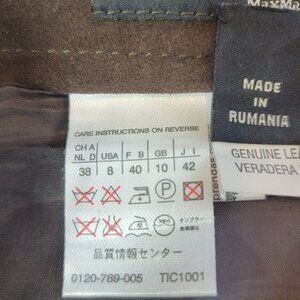 MaxMa
MADE IN
RUMANIA
GENUINE LEA
VERADERA
prendas
CARE INSTRUCTIONS ON REVERSE
CH A
NL D USA F B GB J I
38 8 40 10 42
品質情報センター
0120-789-005 TIC1001